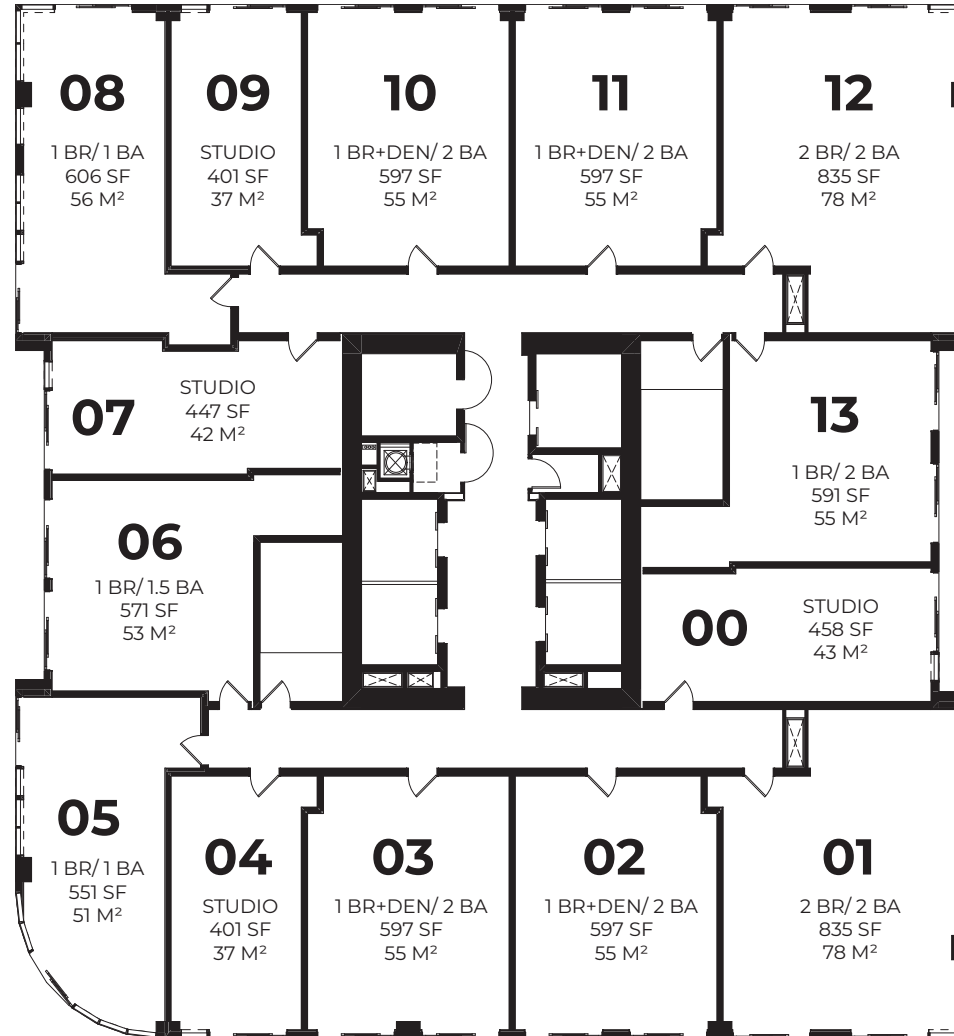 08
1 BR/ 1 BA
606 SF
56 M²
09
STUDIO
401 SF
37 M²
10
1 BR+DEN/ 2 BA
597 SF
55 M²
11
1 BR+DEN/ 2 BA
597 SF
55 M²
12
2 BR/ 2 BA
835 SF
78 M²
07
STUDIO
447 SF
42 M²
13
1 BR/ 2 BA
591 SF
55 M²
06
1 BR/ 1.5 BA
571 SF
53 M²
00
STUDIO
458 SF
43 M²
05
1 BR/ 1 BA
551 SF
51 M²
04
STUDIO
401 SF
37 M²
03
1 BR+DEN/ 2 BA
597 SF
55 M²
02
1 BR+DEN/ 2 BA
597 SF
55 M²
01
2 BR/ 2 BA
835 SF
78 M²